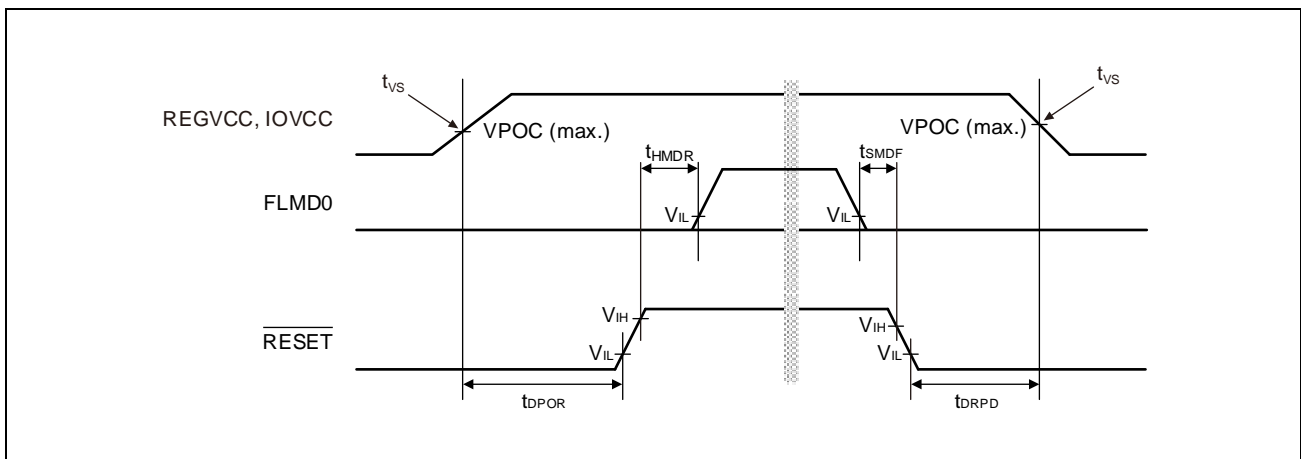 tVS
tVS
REGVCC, IOVCC
VPOC (max.)
VPOC (max.)
tHMDR
tSMDF
FLMD0
VIL
VIL
VIH
VIH
RESET
VIL
VIL
tDPOR
tDRPD